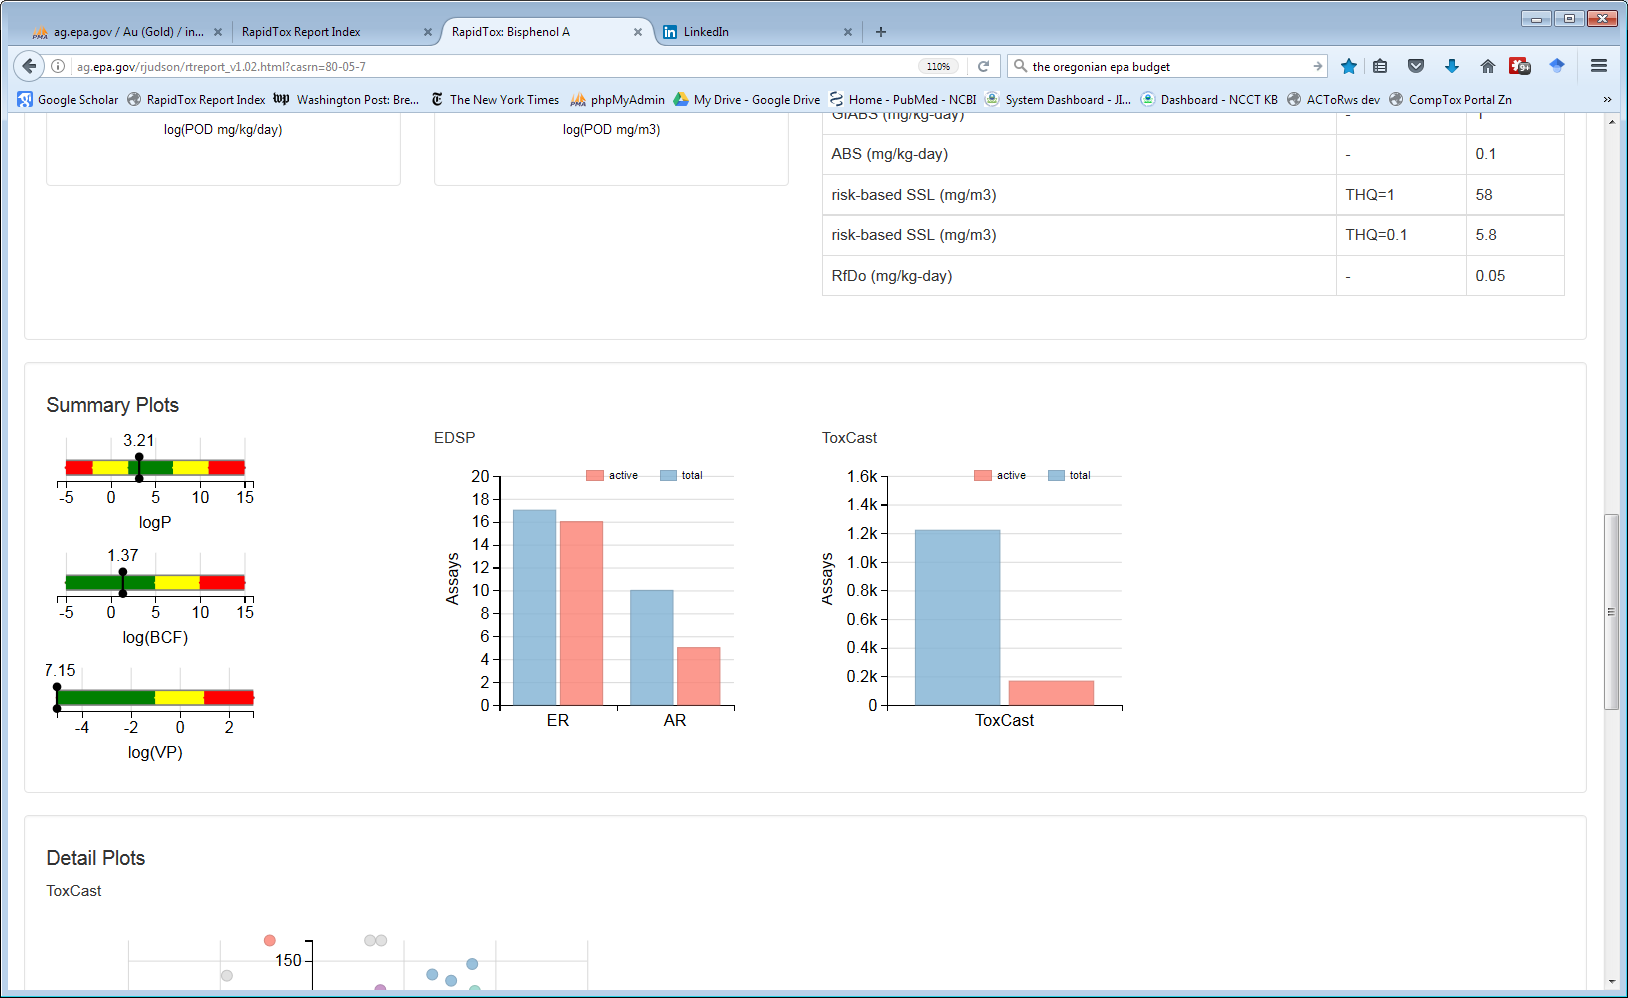 ag.epa.gov / Au (Gold) / in...
RapidTox Report Index
RapidTox: Bisphenol A
LinkedIn
ag.epa.gov/rjudson/rtreport_v1.02.html?casrn=80-05-7
110%
the oregonian epa budget
9+
Google Scholar
RapidTox Report Index
wp Washington Post: Bre...
The New York Times
phpMyAdmin
My Drive - Google Drive
Home - PubMed - NCBI
System Dashboard - JI...
Dashboard - NCCT KB
ACToRws dev
CompTox Portal Zn
»
log(POD mg/kg/day)
log(POD mg/m3)
GIABS (mg/kg-day) - 1
ABS (mg/kg-day) - 0.1
risk-based SSL (mg/m3) THQ=1 58
risk-based SSL (mg/m3) THQ=0.1 5.8
RfDo (mg/kg-day) - 0.05
Summary Plots
3.21
-5 0 5 10 15
logP
1.37
-5 0 5 10 15
log(BCF)
7.15
-4 -2 0 2
log(VP)
EDSP
active total
20
18
16
14
12
10
8
6
4
2
0
Assays
ER AR
ToxCast
active total
1.6k
1.4k
1.2k
1.0k
0.8k
0.6k
0.4k
0.2k
0
Assays
ToxCast
Detail Plots
ToxCast
150